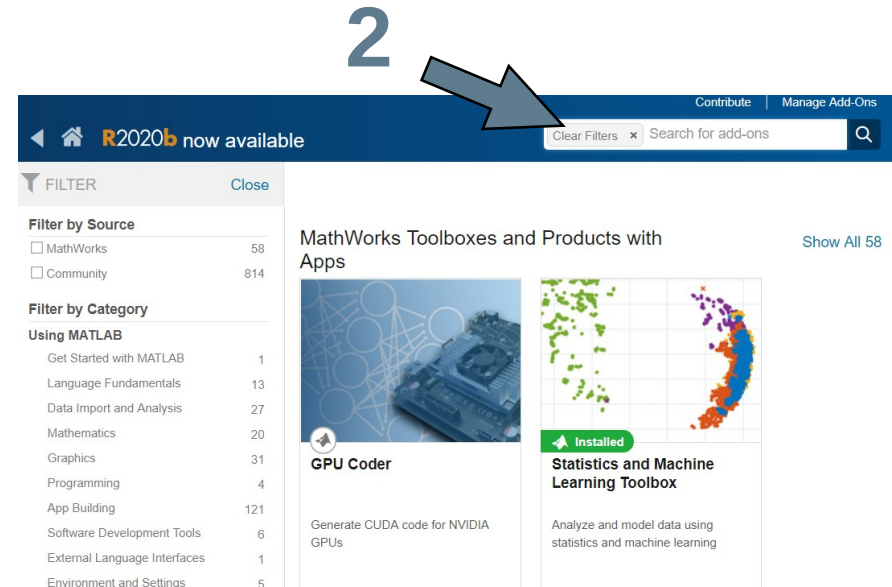 2
Contribute | Manage Add-Ons
R2020b now available
Clear Filters × Search for add-ons
FILTER Close
Filter by Source
MathWorks 58
Community 814
Filter by Category
Using MATLAB
Get Started with MATLAB 1
Language Fundamentals 13
Data Import and Analysis 27
Mathematics 20
Graphics 31
Programming 4
App Building 121
Software Development Tools 6
External Language Interfaces 1
Environment and Settings 5
MathWorks Toolboxes and Products with
Apps
Show All 58
GPU Coder
Generate CUDA code for NVIDIA
GPUs
Installed
Statistics and Machine
Learning Toolbox
Analyze and model data using
statistics and machine learning